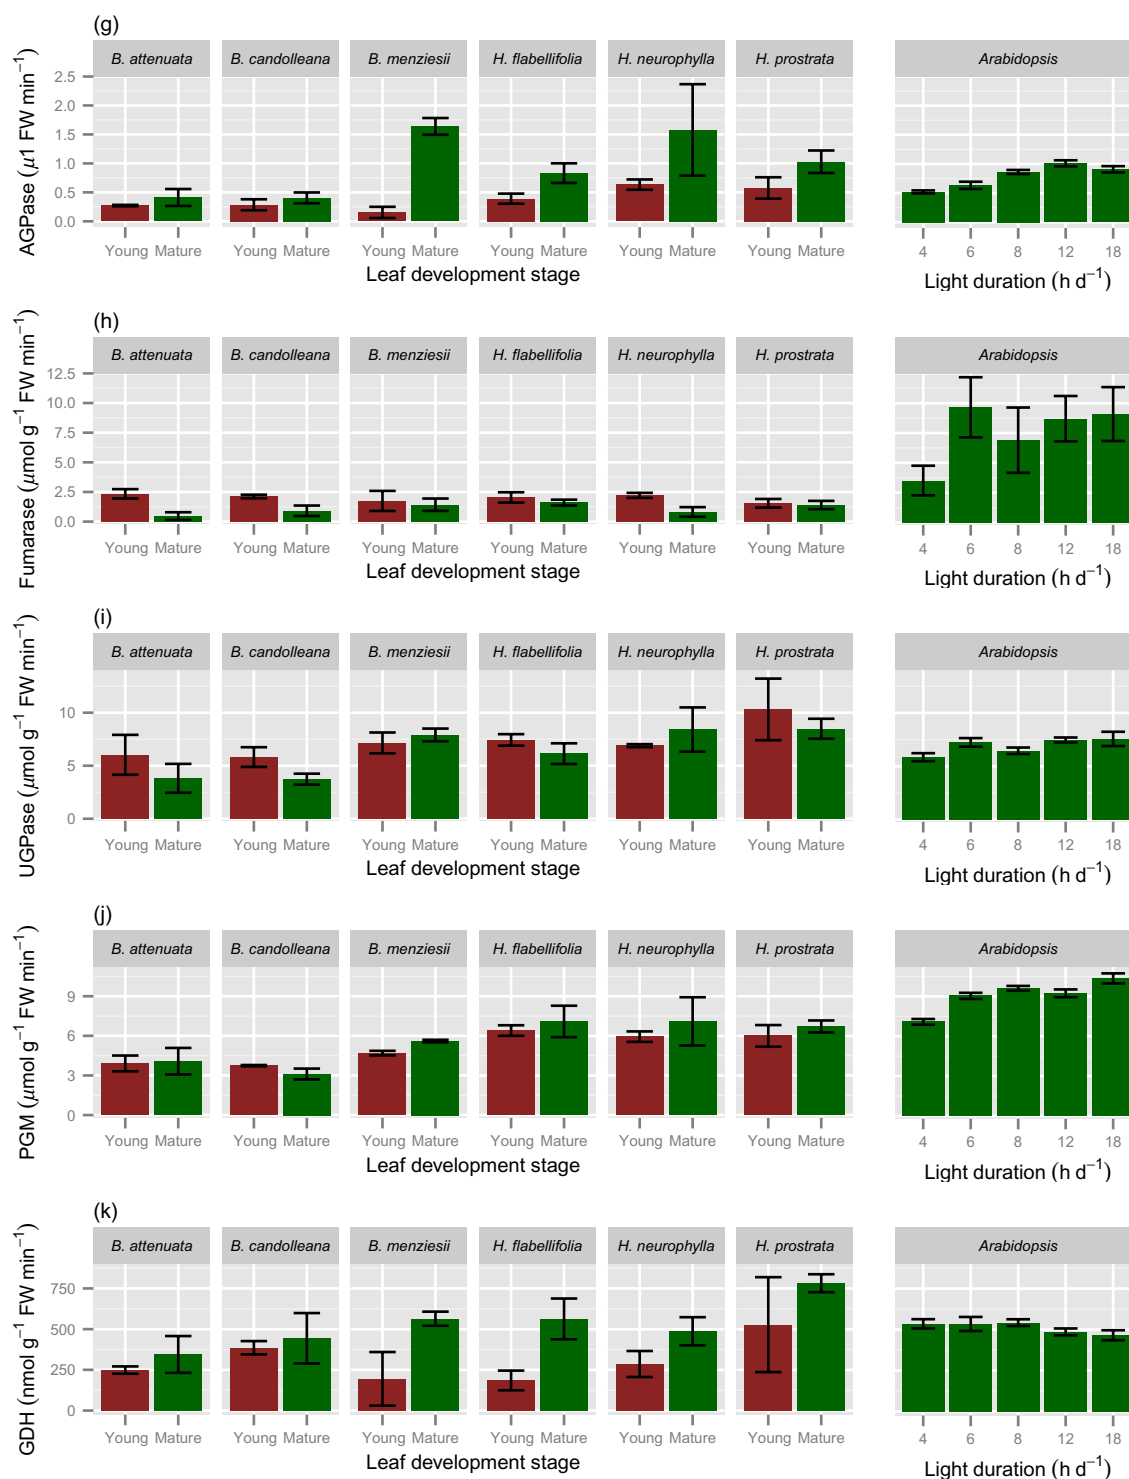 (g)
AGPase (μ1 FW min⁻¹)
B. attenuata B. candolleana B. menziesii H. flabellifolia H. neurophylla H. prostrata Arabidopsis
2.5
2.0
1.5
1.0
0.5
0.0
Young Mature Young Mature Young Mature Young Mature Young Mature Young Mature 4 6 8 12 18
Leaf development stage Light duration (h d⁻¹)
(h)
Fumarase (μmol g⁻¹ FW min⁻¹)
B. attenuata B. candolleana B. menziesii H. flabellifolia H. neurophylla H. prostrata Arabidopsis
12.5
10.0
7.5
5.0
2.5
0.0
Young Mature Young Mature Young Mature Young Mature Young Mature Young Mature 4 6 8 12 18
Leaf development stage Light duration (h d⁻¹)
(i)
UGPase (μmol g⁻¹ FW min⁻¹)
B. attenuata B. candolleana B. menziesii H. flabellifolia H. neurophylla H. prostrata Arabidopsis
10
5
0
Young Mature Young Mature Young Mature Young Mature Young Mature Young Mature 4 6 8 12 18
Leaf development stage Light duration (h d⁻¹)
(j)
PGM (μmol g⁻¹ FW min⁻¹)
B. attenuata B. candolleana B. menziesii H. flabellifolia H. neurophylla H. prostrata Arabidopsis
9
6
3
0
Young Mature Young Mature Young Mature Young Mature Young Mature Young Mature 4 6 8 12 18
Leaf development stage Light duration (h d⁻¹)
(k)
GDH (nmol g⁻¹ FW min⁻¹)
B. attenuata B. candolleana B. menziesii H. flabellifolia H. neurophylla H. prostrata Arabidopsis
750
500
250
0
Young Mature Young Mature Young Mature Young Mature Young Mature Young Mature 4 6 8 12 18
Leaf development stage Light duration (h d⁻¹)